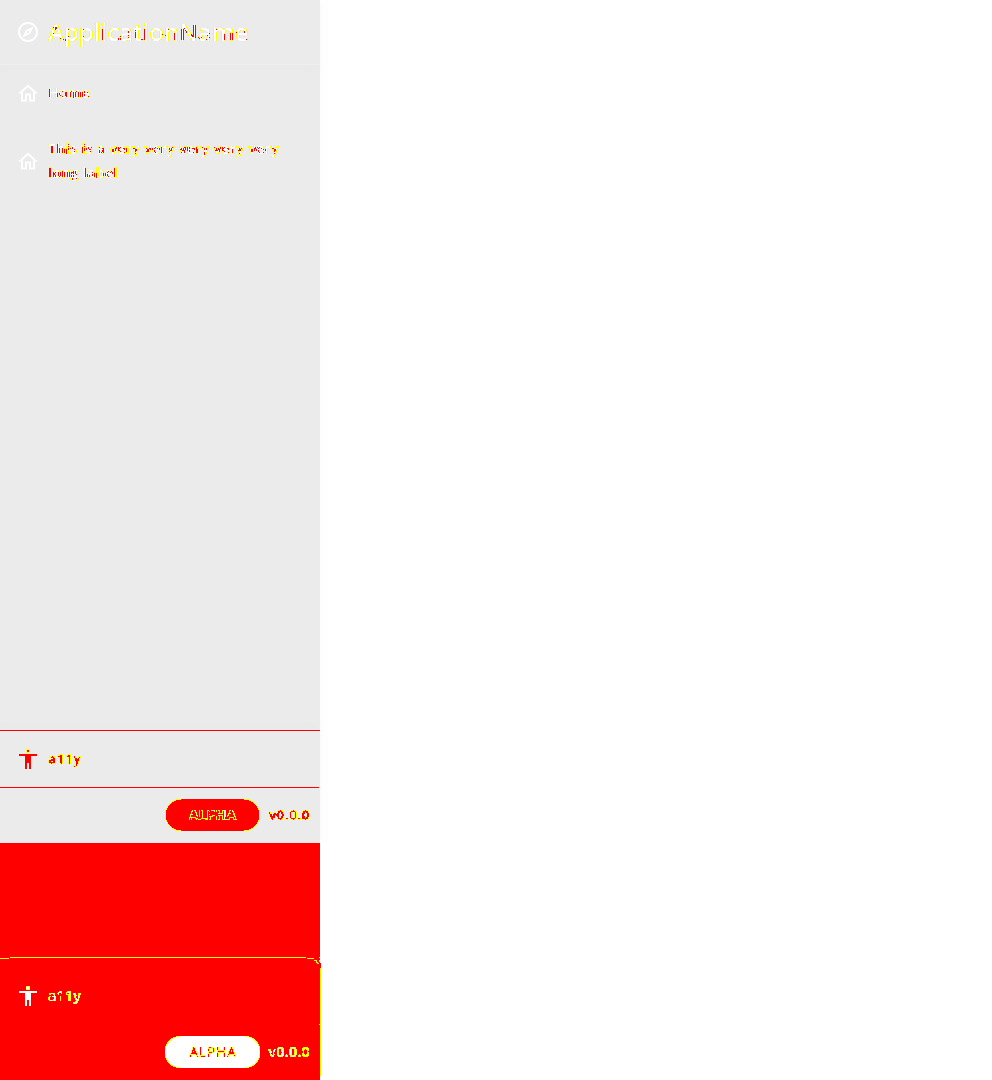 ApplicationName
Home
This is a very very very very very
long label
a11y
ALPHA v0.0.0
a11y
ALPHA v0.0.0